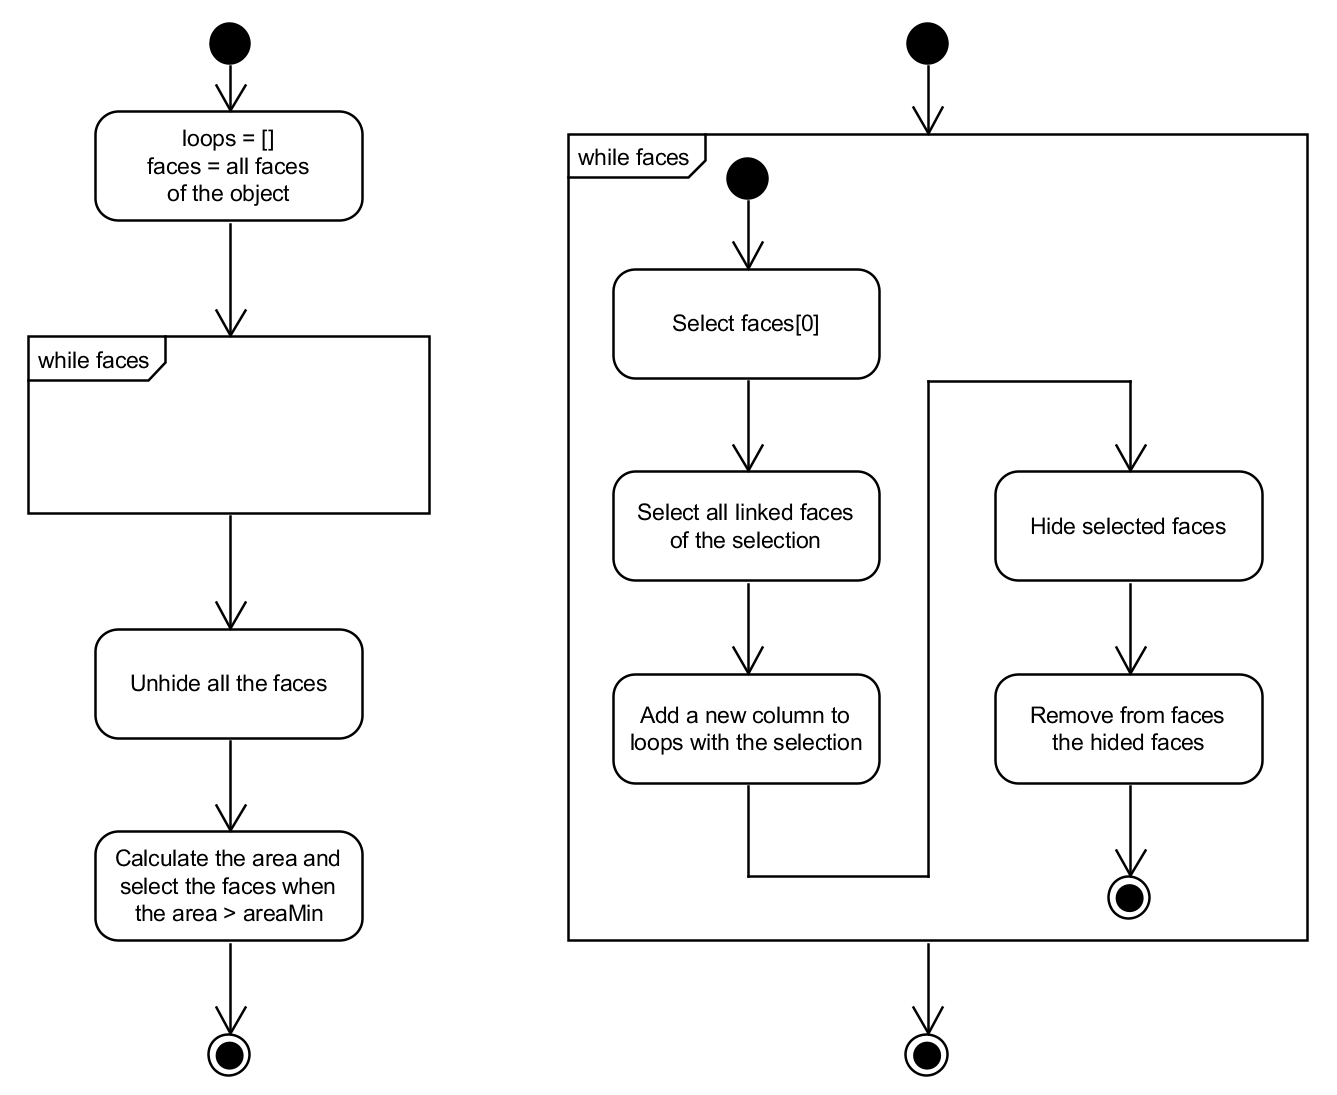 loops = []
faces = all faces
of the object
while faces
Unhide all the faces
Calculate the area and
select the faces when
the area > areaMin
while faces
Select faces[0]
Select all linked faces
of the selection
Add a new column to
loops with the selection
Hide selected faces
Remove from faces
the hided faces